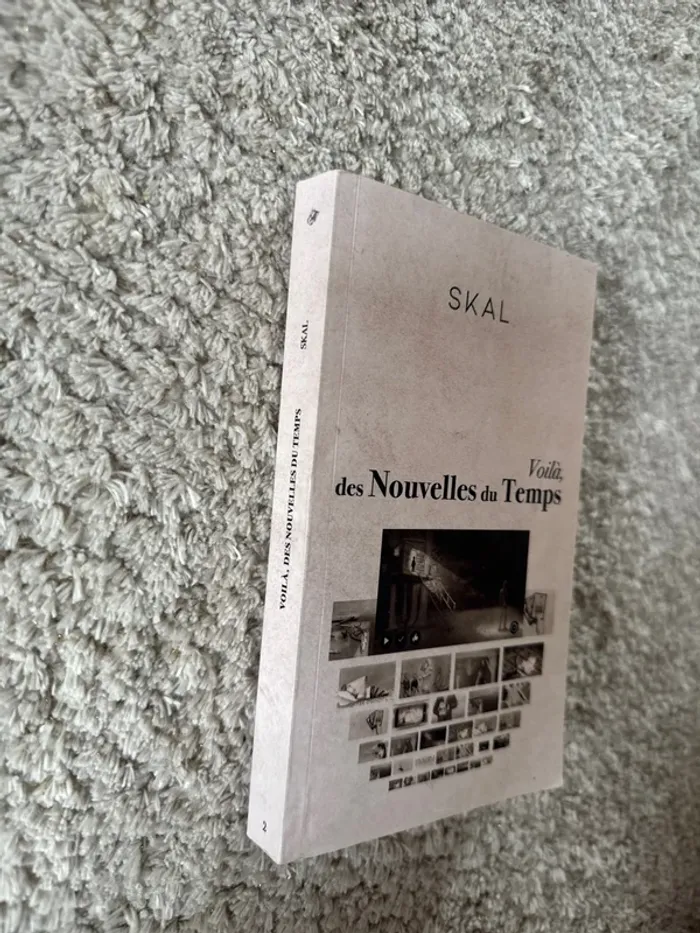 SKAL
Voilà,
des Nouvelles du Temps
VOILÀ, DES NOUVELLES DU TEMPS SKAL
2